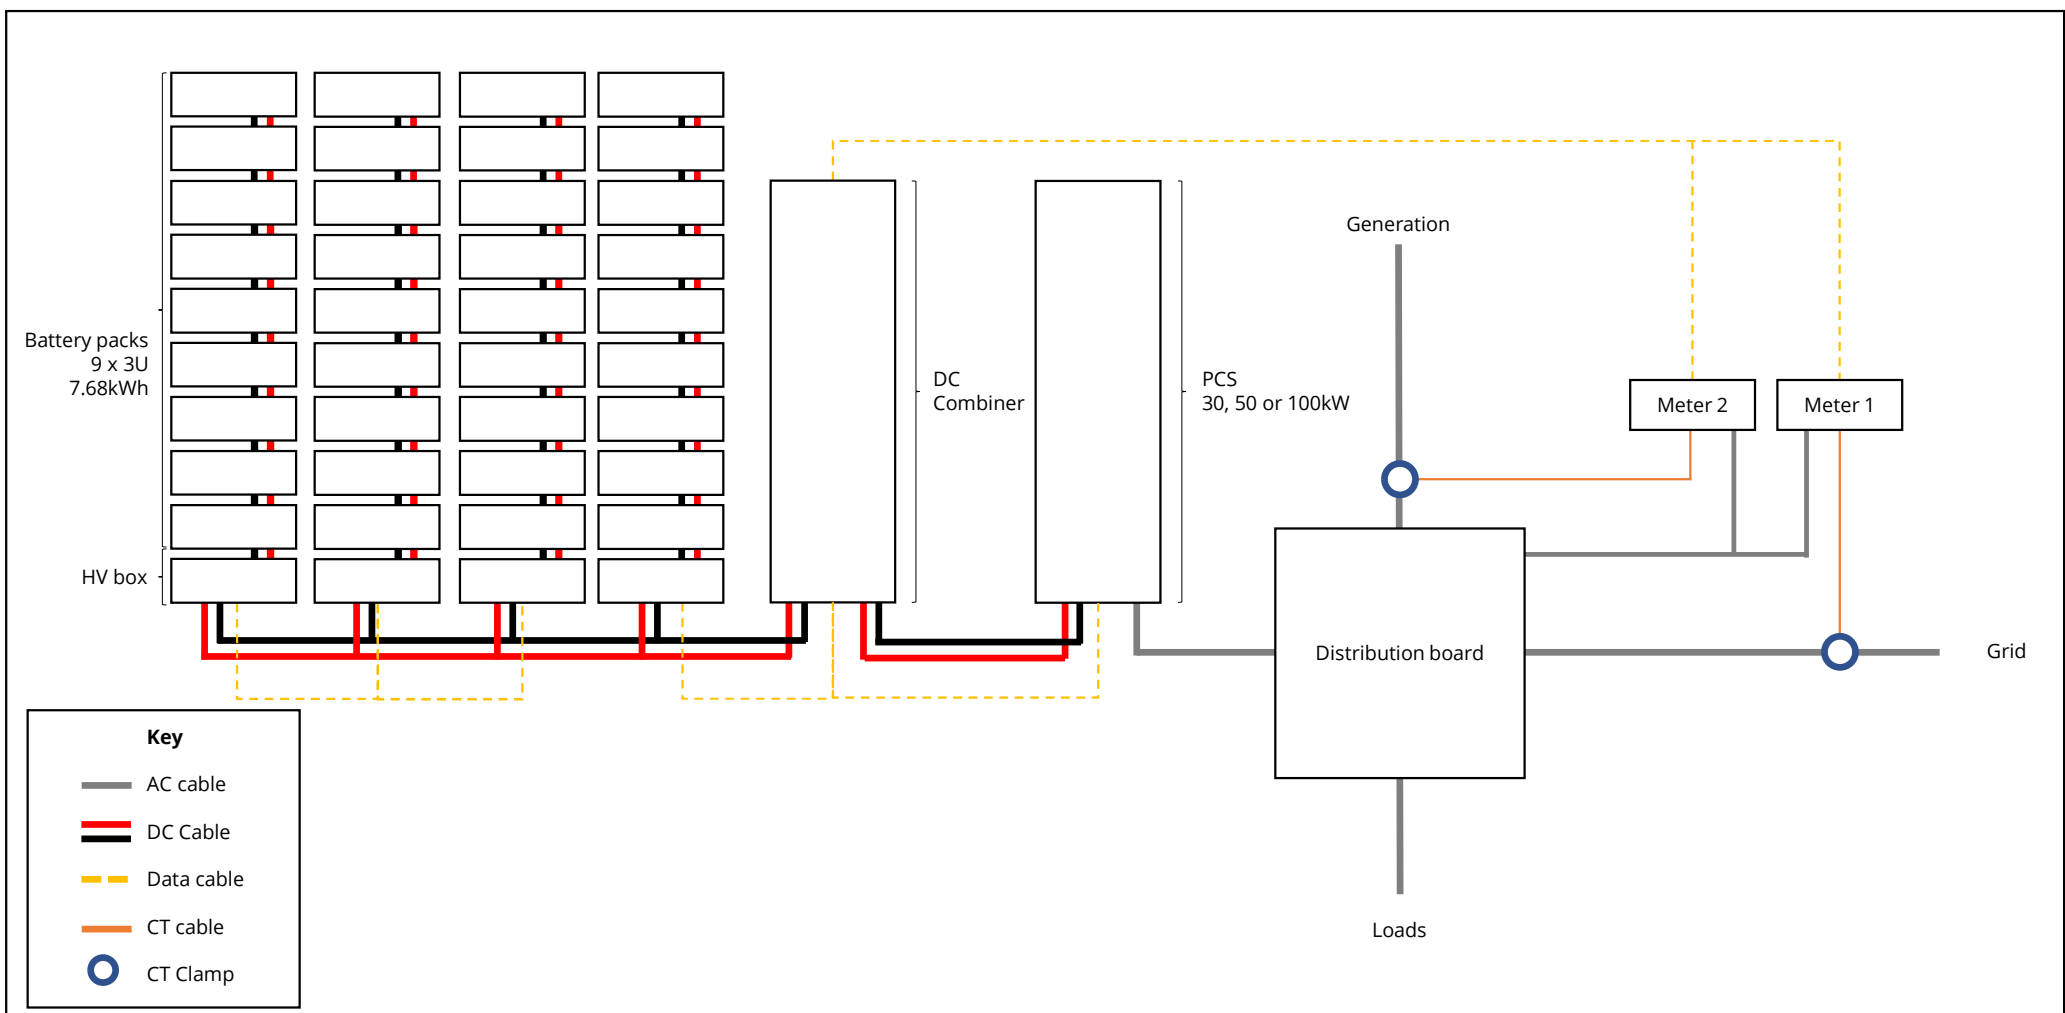 Generation
Battery packs
9 x 3U
7.68kWh
DC
Combiner
PCS
30, 50 or 100kW
Meter 2
Meter 1
HV box
Distribution board
Grid
Key
AC cable
DC Cable
Data cable
CT cable
CT Clamp
Loads